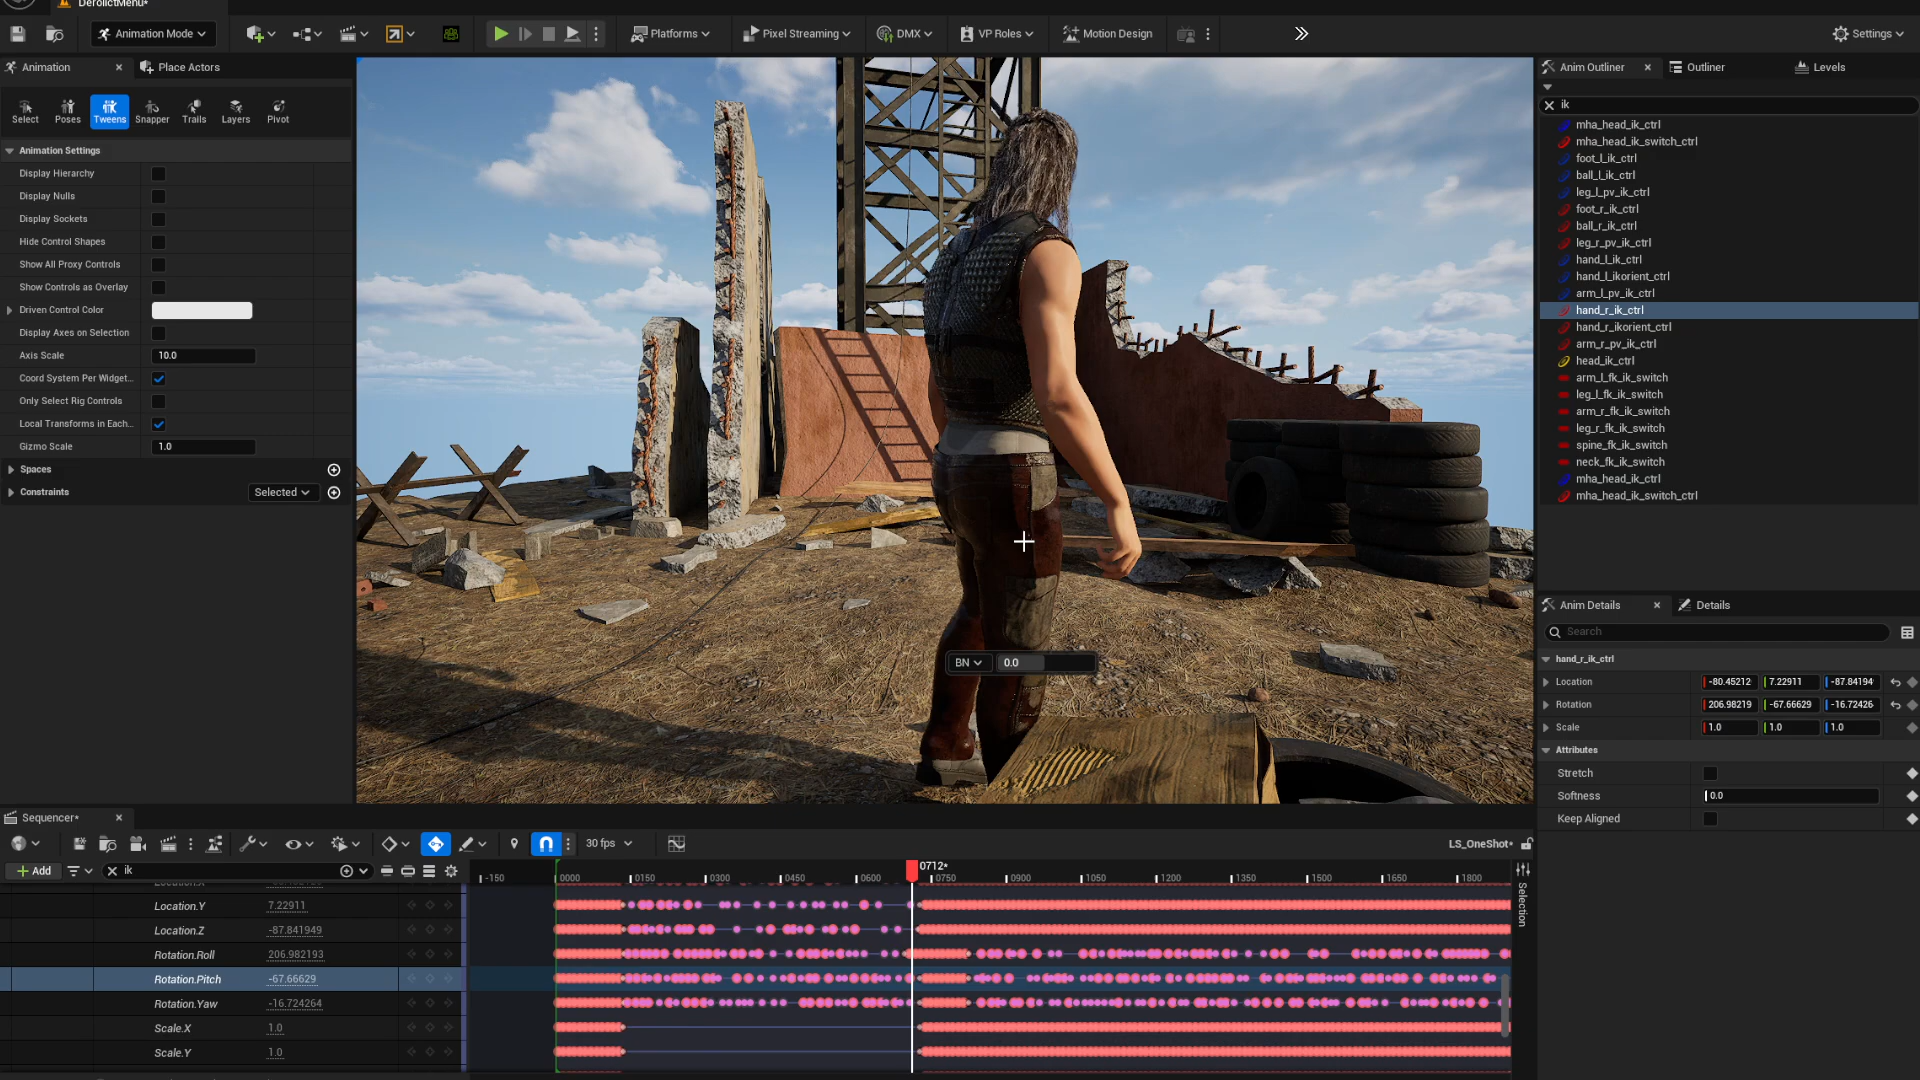 DerolictMenu*
Animation Mode
Platforms
Pixel Streaming
DMX
VP Roles
Motion Design
Settings
Animation
Place Actors
Select
Poses
Tweens
Snapper
Trails
Layers
Pivot
Animation Settings
Display Hierarchy
Display Nulls
Display Sockets
Hide Control Shapes
Show All Proxy Controls
Show Controls as Overlay
Driven Control Color
Display Axes on Selection
Axis Scale 10.0
Coord System Per Widget...
Only Select Rig Controls
Local Transforms in Each...
Gizmo Scale 1.0
Spaces
Constraints Selected
BN 0.0
Anim Outliner
Outliner
Levels
ik
mha_head_ik_ctrl
mha_head_ik_switch_ctrl
foot_l_ik_ctrl
ball_l_ik_ctrl
leg_l_pv_ik_ctrl
foot_r_ik_ctrl
ball_r_ik_ctrl
leg_r_pv_ik_ctrl
hand_l_ik_ctrl
hand_l_ikorient_ctrl
arm_l_pv_ik_ctrl
hand_r_ik_ctrl
hand_r_ikorient_ctrl
arm_r_pv_ik_ctrl
head_ik_ctrl
arm_l_fk_ik_switch
leg_l_fk_ik_switch
arm_r_fk_ik_switch
leg_r_fk_ik_switch
spine_fk_ik_switch
neck_fk_ik_switch
mha_head_ik_ctrl
mha_head_ik_switch_ctrl
Anim Details
Details
Search
hand_r_ik_ctrl
Location -80.45212 7.22911 -87.84194
Rotation 206.98219 -67.66629 -16.72426
Scale 1.0 1.0 1.0
Attributes
Stretch
Softness 0.0
Keep Aligned
Sequencer*
30 fps
LS_OneShot*
Add
ik
0712*
-150 0000 0150 0300 0450 0600 0750 0900 1050 1200 1350 1500 1650 1800
Selection
Location.Y 7.22911
Location.Z -87.841949
Rotation.Roll 206.982193
Rotation.Pitch -67.66629
Rotation.Yaw -16.724264
Scale.X 1.0
Scale.Y 1.0